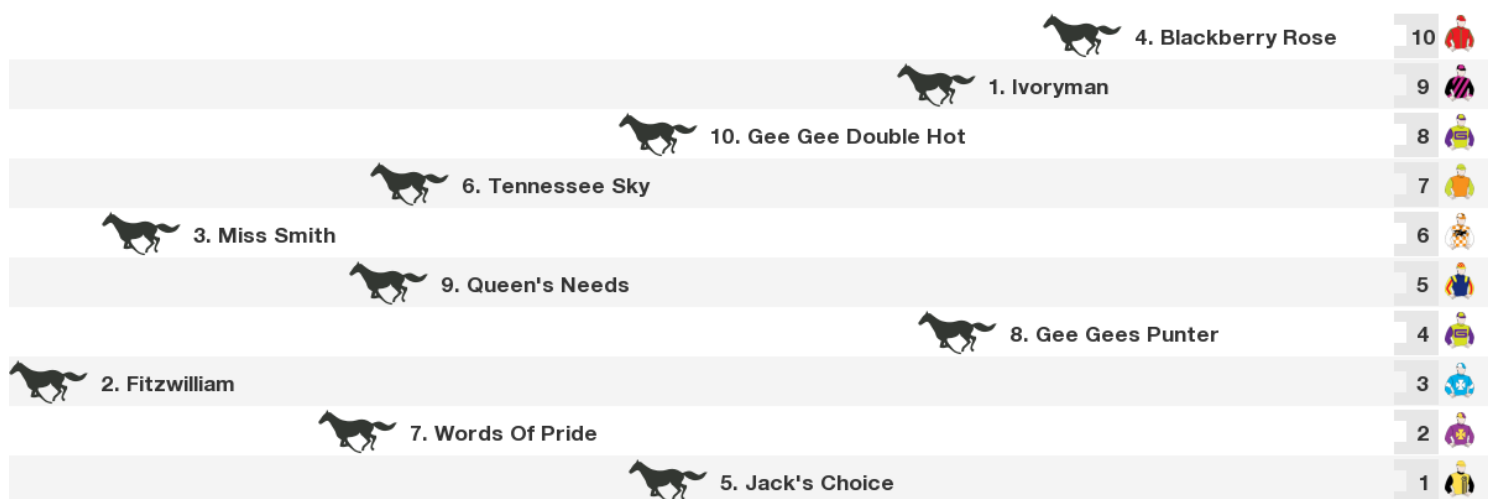 4. Blackberry Rose 10
1. Ivoryman 9
10. Gee Gee Double Hot 8
6. Tennessee Sky 7
3. Miss Smith 6
9. Queen's Needs 5
8. Gee Gees Punter 4
2. Fitzwilliam 3
7. Words Of Pride 2
5. Jack's Choice 1